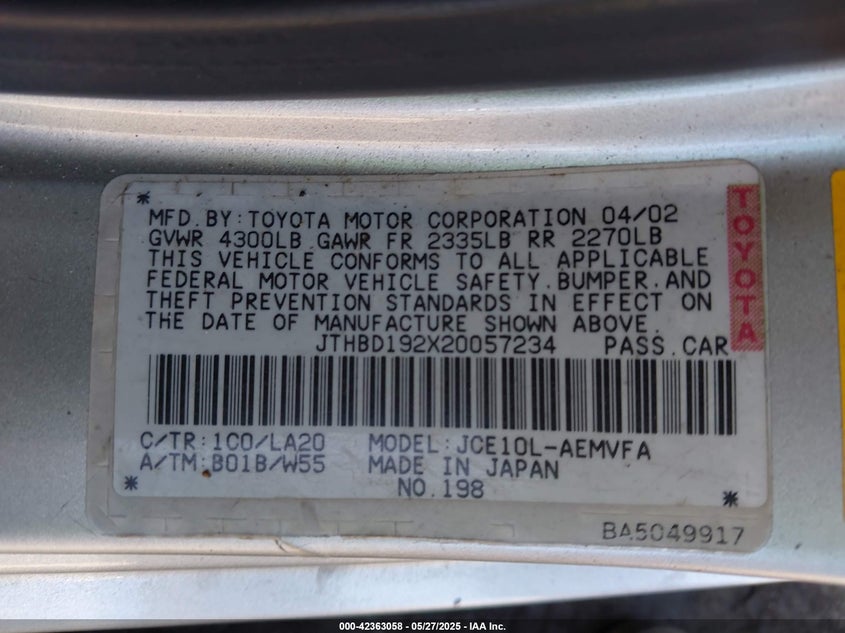 *
MFD. BY: TOYOTA MOTOR CORPORATION 04/02
GVWR 4300LB GAWR FR 2335LB RR 2270LB
THIS VEHICLE CONFORMS TO ALL APPLICABLE
FEDERAL MOTOR VEHICLE SAFETY. BUMPER. AND
THEFT PREVENTION STANDARDS IN EFFECT ON
THE DATE OF MANUFACTURE SHOWN ABOVE.
JTHBD192X20057234 PASS. CAR
TOYOTA
C/TR: 1C0/LA20 MODEL: JCE10L-AEMVFA
A/TM: B01B/W55 MADE IN JAPAN
* NO. 198 *
BA5049917
000-42363058 — 05/27/2025 — IAA Inc.